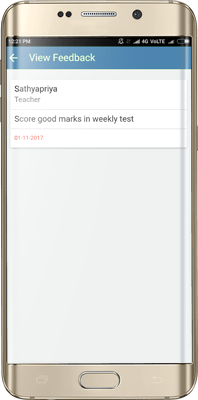 12:21 PM 4G VoLTE
View Feedback
Sathyapriya
Teacher
Score good marks in weekly test
01-11-2017